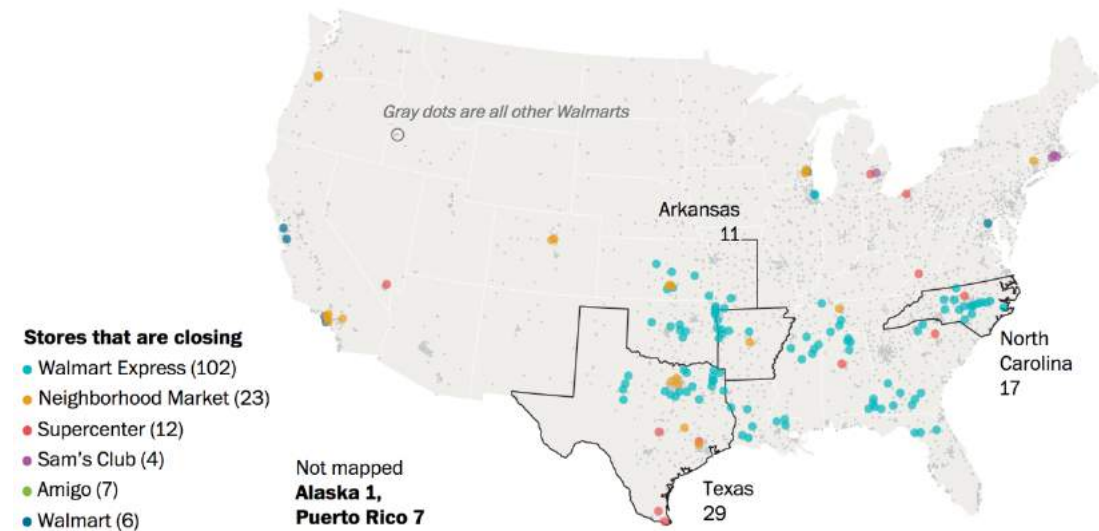 Gray dots are all other Walmarts
Arkansas
11
Stores that are closing
Walmart Express (102)
Neighborhood Market (23)
Supercenter (12)
Sam's Club (4)
Amigo (7)
Walmart (6)
Not mapped
Alaska 1,
Puerto Rico 7
Texas
29
North
Carolina
17